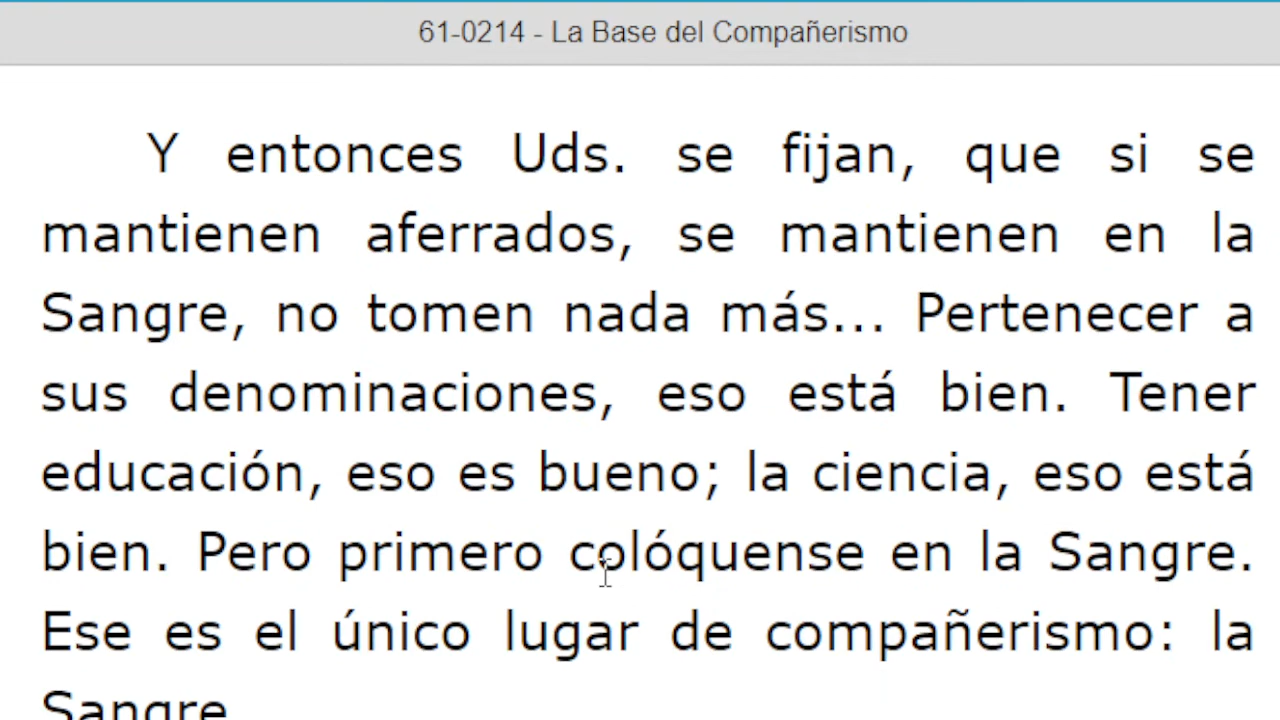 61-0214 - La Base del Compañerismo
Y entonces Uds. se fijan, que si se
mantienen aferrados, se mantienen en la
Sangre, no tomen nada más... Pertenecer a
sus denominaciones, eso está bien. Tener
educación, eso es bueno; la ciencia, eso está
bien. Pero primero colóquense en la Sangre.
Ese es el único lugar de compañerismo: la
Sangre